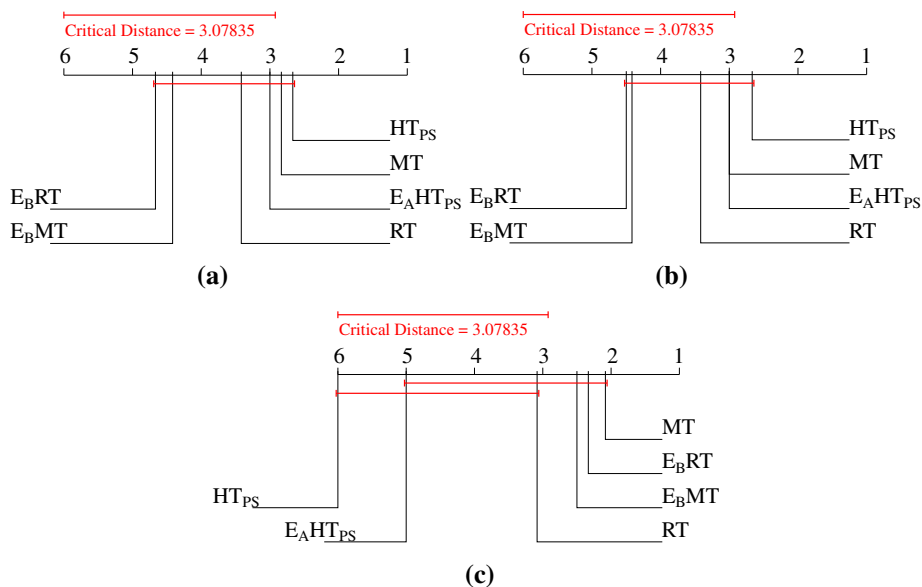 Critical Distance = 3.07835
6 5 4 3 2 1
HT_PS
MT
E_BRT E_AHT_PS
E_BMT RT
(a)
Critical Distance = 3.07835
6 5 4 3 2 1
HT_PS
MT
E_BRT E_AHT_PS
E_BMT RT
(b)
Critical Distance = 3.07835
6 5 4 3 2 1
MT
E_BRT
HT_PS E_BMT
E_AHT_PS RT
(c)